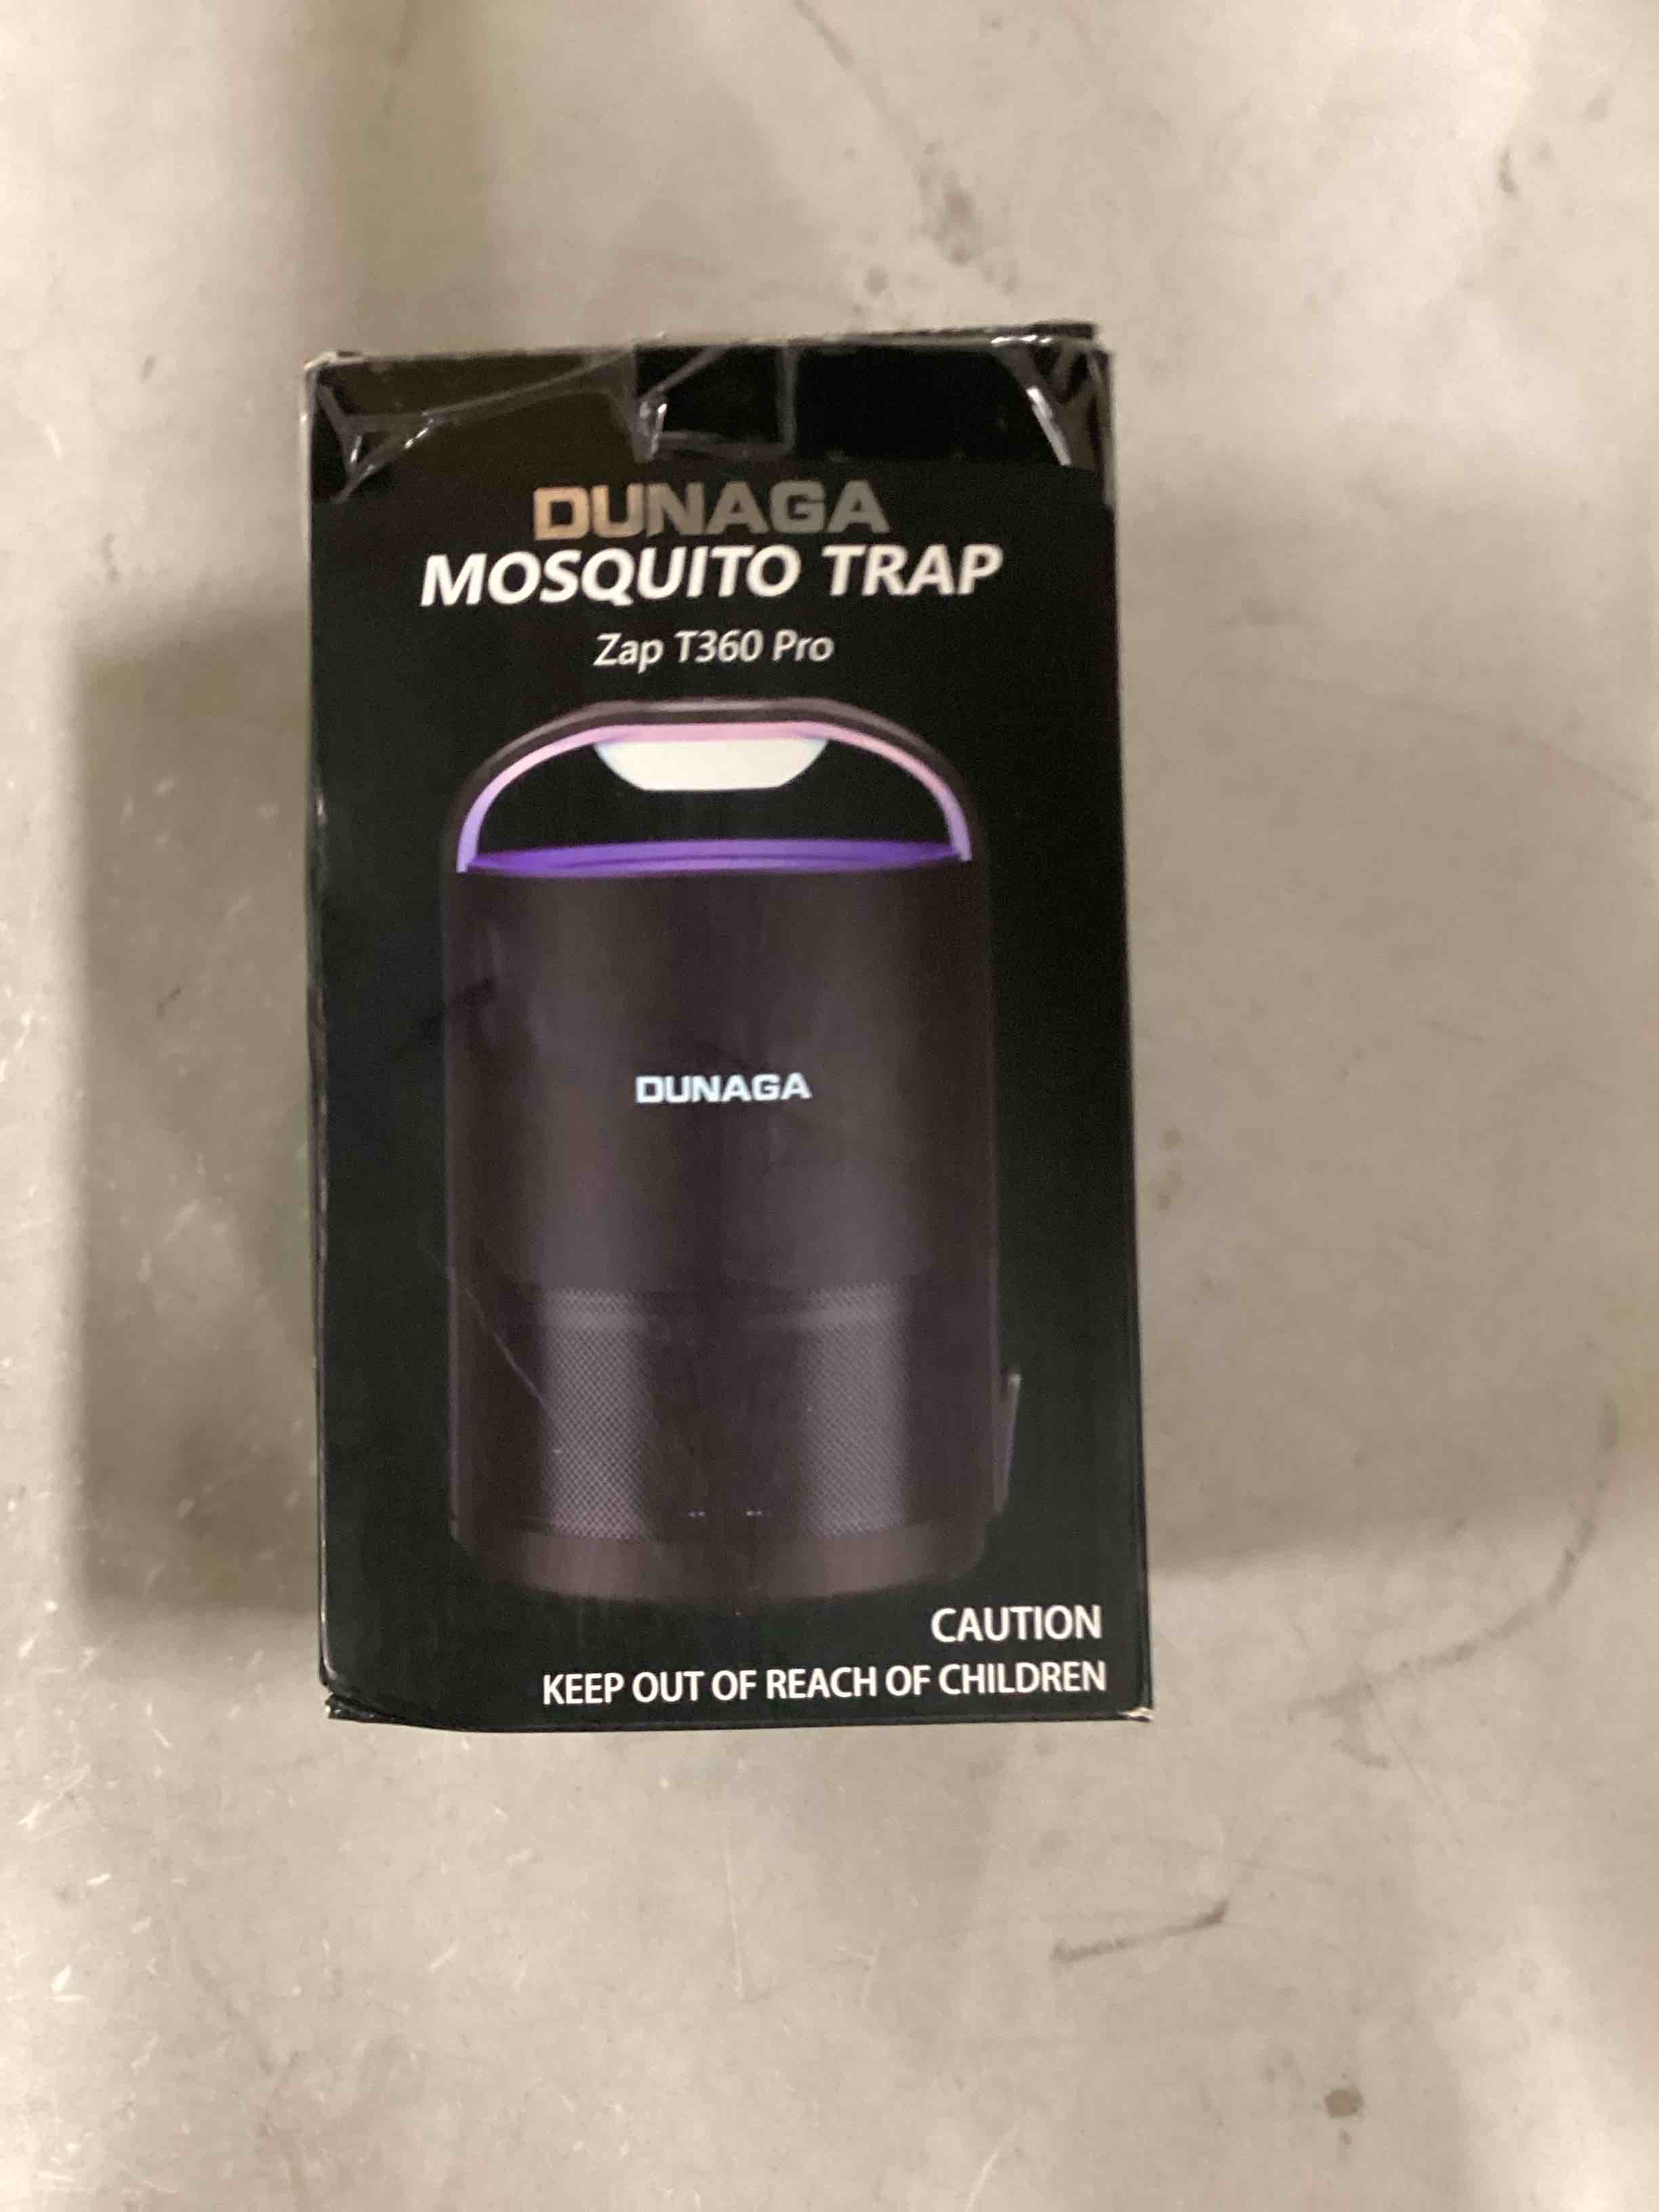 DUNAGA
MOSQUITO TRAP
Zap T360 Pro
DUNAGA
CAUTION
KEEP OUT OF REACH OF CHILDREN